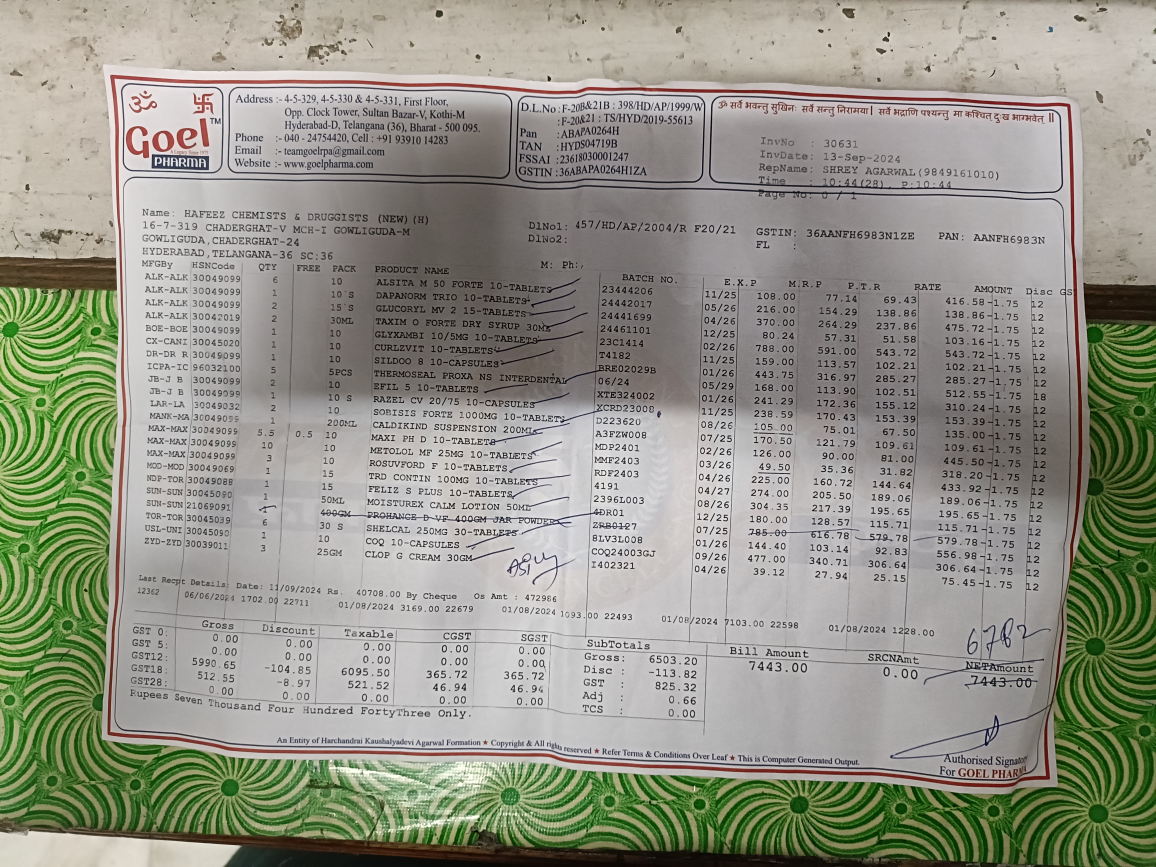 ॐ 卐
Goel™
A Legacy Since 1975
PHARMA
Address :- 4-5-329, 4-5-330 & 4-5-331, First Floor,
Opp. Clock Tower, Sultan Bazar-V, Kothi-M
Hyderabad-D, Telangana (36), Bharat - 500 095.
Phone :- 040 - 24754420, Cell : +91 93910 14283
Email :- teamgoelrpa@gmail.com
Website :- www.goelpharma.com
D.L.No : F-20B&21B : 398/HD/AP/1999/W
: F-20&21 : TS/HYD/2019-55613
Pan : ABAPA0264H
TAN : HYDS04719B
FSSAI : 23618030001247
GSTIN : 36ABAPA0264H1ZA
ॐ सर्वे भवन्तु सुखिनः सर्वे सन्तु निरामया। सर्वे भद्राणि पश्यन्तु मा कश्चित् दुःख भाग्भवेत् ॥
InvNo : 30631
InvDate: 13-Sep-2024
RepName: SHREY AGARWAL(9849161010)
Time : 10:44(28), P:10:44
Page No: 0 / 1
Name: HAFEEZ CHEMISTS & DRUGGISTS (NEW) (H)
16-7-319 CHADERGHAT-V MCH-I GOWLIGUDA-M
GOWLIGUDA,CHADERGHAT-24
HYDERABAD,TELANGANA-36 SC:36
M: Ph:,
DlNo1: 457/HD/AP/2004/R F20/21
DlNo2:
GSTIN: 36AANFH6983N1ZE PAN: AANFH6983N
FL :
MFGBy HSNCode QTY FREE PACK PRODUCT NAME BATCH NO. E.X.P M.R.P P.T.R RATE AMOUNT Disc GST
ALK-ALK 30049099 6 10 ALSITA M 50 FORTE 10-TABLETS 23444206 11/25 108.00 77.14 69.43 416.58 -1.75 12
ALK-ALK 30049099 1 10`S DAPANORM TRIO 10-TABLETS 24442017 05/26 216.00 154.29 138.86 138.86 -1.75 12
ALK-ALK 30049099 2 15`S GLUCORYL MV 2 15-TABLETS 24441699 04/26 370.00 264.29 237.86 475.72 -1.75 12
ALK-ALK 30042019 2 30ML TAXIM O FORTE DRY SYRUP 30ML 24461101 12/25 80.24 57.31 51.58 103.16 -1.75 12
BOE-BOE 30049099 1 10 GLYXAMBI 10/5MG 10-TABLETS 23C1414 02/26 788.00 591.00 543.72 543.72 -1.75 12
CX-CANI 30045020 1 10 CURLZVIT 10-TABLETS T4182 11/25 159.00 113.57 102.21 102.21 -1.75 12
DR-DR R 30049099 1 10 SILDOO 8 10-CAPSULES BRE02029B 01/26 443.75 316.97 285.27 285.27 -1.75 12
ICPA-IC 96032100 5 5PCS THERMOSEAL PROXA NS INTERDENTAL 06/24 05/29 168.00 113.90 102.51 512.55 -1.75 18
JB-J B 30049099 2 10 EFIL 5 10-TABLETS XTE324002 01/26 241.29 172.36 155.12 310.24 -1.75 12
JB-J B 30049099 1 10 S RAZEL CV 20/75 10-CAPSULES XCRD23008 11/25 238.59 170.43 153.39 153.39 -1.75 12
LAR-LA 30049032 2 10 SOBISIS FORTE 1000MG 10-TABLET D223620 08/26 105.00 75.01 67.50 135.00 -1.75 12
MANK-MA 30049099 1 200ML CALDIKIND SUSPENSION 200ML A3FZW008 07/25 170.50 121.79 109.61 109.61 -1.75 12
MAX-MAX 30049099 5.5 0.5 10 MAXI PH D 10-TABLETS MDP2401 02/26 126.00 90.00 81.00 445.50 -1.75 12
MAX-MAX 30049099 10 10 METOLOL MF 25MG 10-TABLETS MMF2403 03/26 49.50 35.36 31.82 318.20 -1.75 12
MAX-MAX 30049099 3 10 ROSUVFORD F 10-TABLETS RDF2403 04/26 225.00 160.72 144.64 433.92 -1.75 12
MOD-MOD 30049069 1 15 TRD CONTIN 100MG 10-TABLETS 4191 04/27 274.00 205.50 189.06 189.06 -1.75 12
NDP-TOR 30049088 1 15 FELIZ S PLUS 10-TABLETS 2396L003 08/26 304.35 217.39 195.65 195.65 -1.75 12
SUN-SUN 30045090 1 50ML MOISTUREX CALM LOTION 50ML 4DR01 12/25 180.00 128.57 115.71 115.71 -1.75 12
SUN-SUN 21069091 400GM PROHANCE D VF 400GM JAR POWDER ZRB0127 07/25 785.00 616.78 579.78 579.78 -1.75 12
TOR-TOR 30045039 6 30 S SHELCAL 250MG 30-TABLETS 8LV3L008 01/26 144.40 103.14 92.83 556.98 -1.75 12
USL-UNI 30045090 1 10 COQ 10-CAPSULES COQ24003GJ 09/26 477.00 340.71 306.64 306.64 -1.75 12
ZYD-ZYD 30039011 3 25GM CLOP G CREAM 30GM I402321 04/26 39.12 27.94 25.15 75.45 -1.75 12
Last Recpt Details: Date: 11/09/2024 Rs. 40708.00 By Cheque Os Amt : 472986
12362 06/06/2024 1702.00 22711 01/08/2024 3169.00 22679 01/08/2024 1093.00 22493 01/08/2024 7103.00 22598 01/08/2024 1228.00
6782
Gross Discount Taxable CGST SGST
GST 0: 0.00 0.00 0.00 0.00 0.00
GST 5: 0.00 0.00 0.00 0.00 0.00
GST12: 5990.65 -104.85 6095.50 365.72 365.72
GST18: 512.55 -8.97 521.52 46.94 46.94
GST28: 0.00 0.00 0.00 0.00 0.00
Rupees Seven Thousand Four Hundred FortyThree Only.
SubTotals
Gross: 6503.20
Disc : -113.82
GST : 825.32
Adj : 0.66
TCS : 0.00
Bill Amount SRCNAmt NETAmount
7443.00 0.00 7443.00
An Entity of Harchandrai Kaushalyadevi Agarwal Formation ★ Copyright & All rights reserved ★ Refer Terms & Conditions Over Leaf ★ This is Computer Generated Output.
Authorised Signatory
For GOEL PHARMA